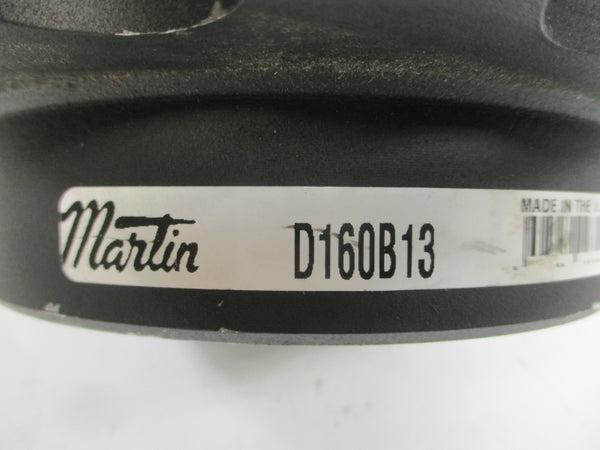 Martin
D160B13
MADE IN THE U